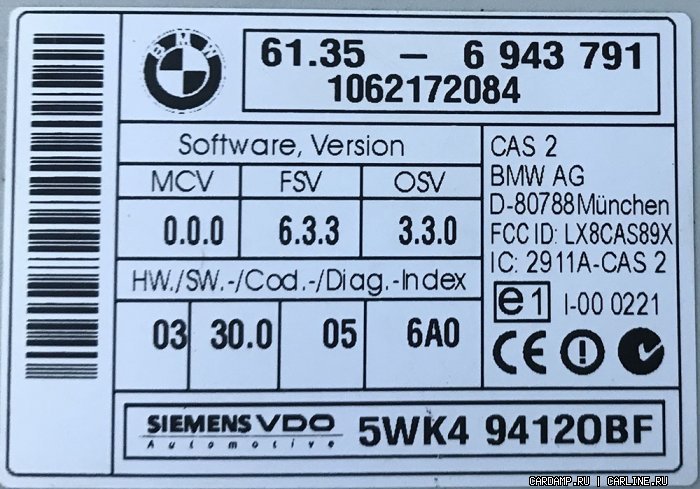 BMW
61.35 – 6 943 791
1062172084
Software, Version
MCV FSV OSV
0.0.0 6.3.3 3.3.0
HW./SW.-/Cod.-/Diag.-Index
03 30.0 05 6A0
CAS 2
BMW AG
D-80788München
FCC ID: LX8CAS89X
IC: 2911A-CAS 2
e1 I-00 0221
CE
SIEMENS VDO
Automotive
5WK4 94120BF
CARDAMP.RU | CARLINE.RU